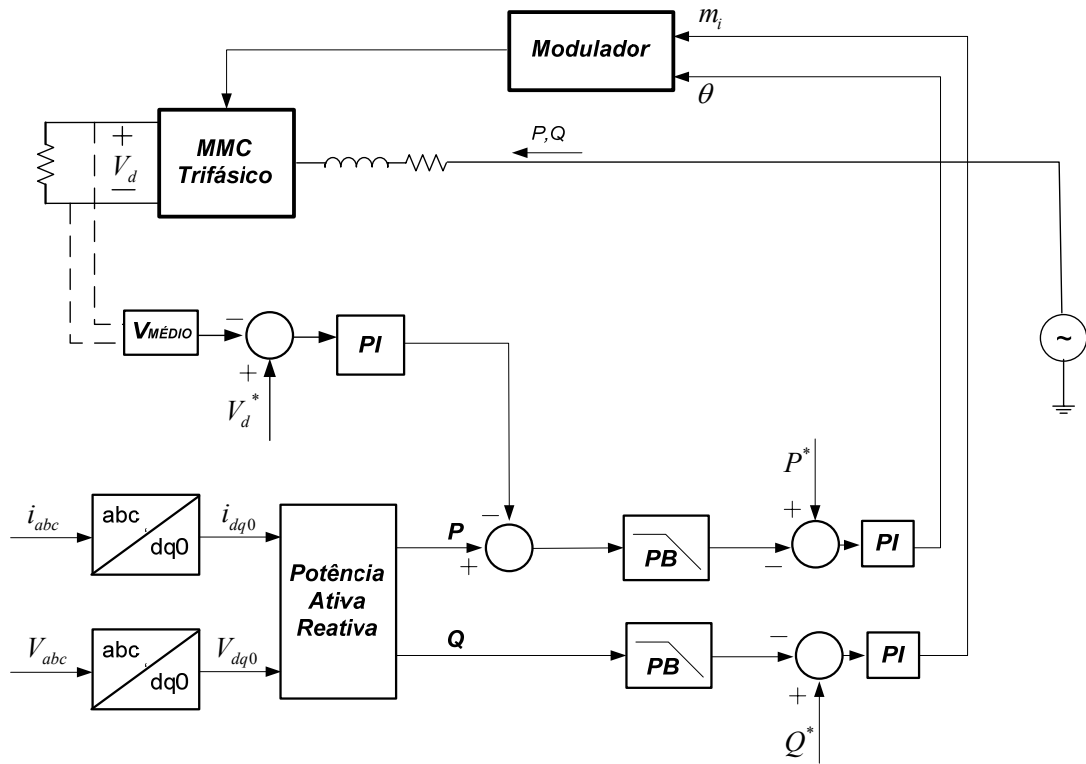 m_i
Modulador
θ
P,Q
+
V_d
−
MMC
Trifásico
~
V_MÉDIO
−
+
PI
V_d^*
P^*
i_abc
abc
dq0
i_dq0
Potência
Ativa
Reativa
P
−
+
PB
+
−
PI
V_abc
abc
dq0
V_dq0
Q
PB
−
+
PI
Q^*